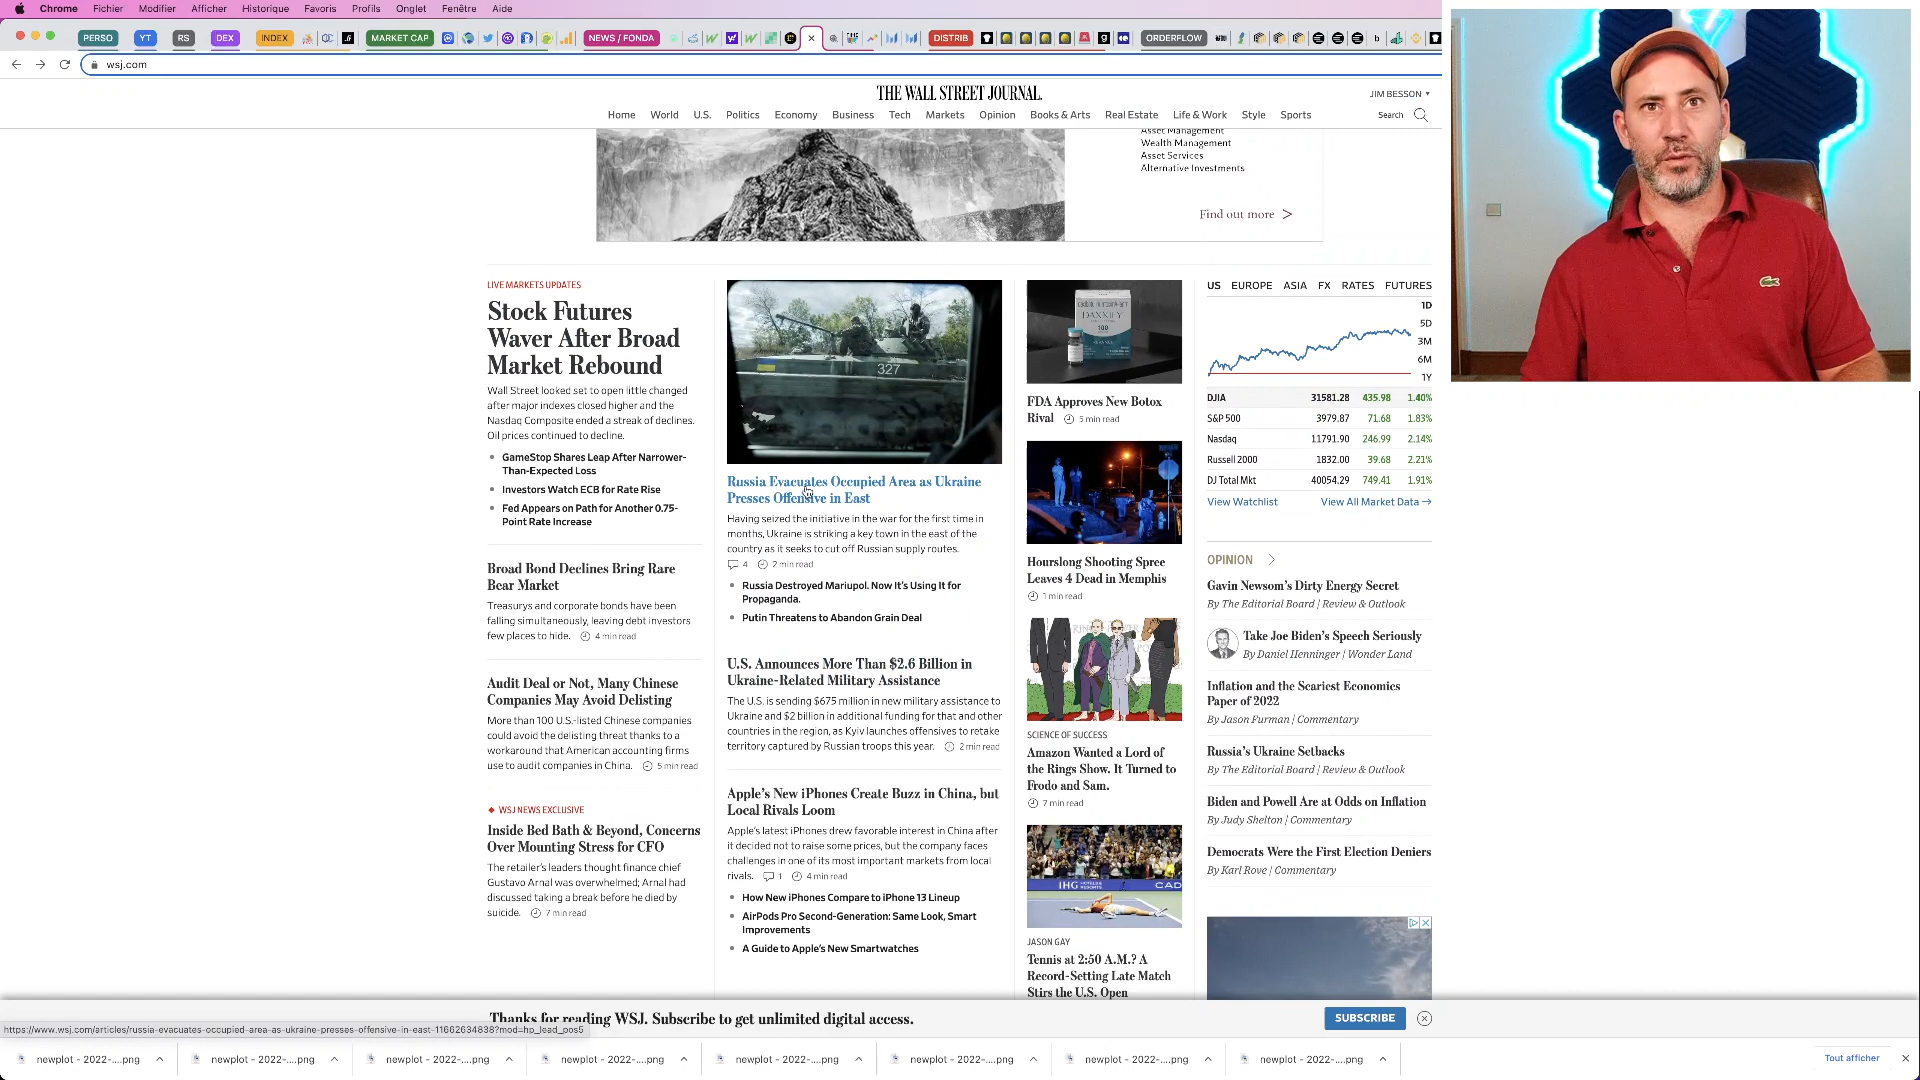 Chrome Fichier Modifier Afficher Historique Favoris Profils Onglet Fenêtre Aide
PERSO YT RS DEX INDEX MARKET CAP NEWS / FONDA DISTRIB ORDERFLOW
wsj.com
THE WALL STREET JOURNAL.
JIM BESSON
Home World U.S. Politics Economy Business Tech Markets Opinion Books & Arts Real Estate Life & Work Style Sports
Search
Asset Management
Wealth Management
Asset Services
Alternative Investments
Find out more >
LIVE MARKETS UPDATES
Stock Futures
Waver After Broad
Market Rebound
Wall Street looked set to open little changed
after major indexes closed higher and the
Nasdaq Composite ended a streak of declines.
Oil prices continued to decline.
GameStop Shares Leap After Narrower-
Than-Expected Loss
Investors Watch ECB for Rate Rise
Fed Appears on Path for Another 0.75-
Point Rate Increase
Broad Bond Declines Bring Rare
Bear Market
Treasurys and corporate bonds have been
falling simultaneously, leaving debt investors
few places to hide. 4 min read
Audit Deal or Not, Many Chinese
Companies May Avoid Delisting
More than 100 U.S.-listed Chinese companies
could avoid the delisting threat thanks to a
workaround that American accounting firms
use to audit companies in China. 5 min read
WSJ NEWS EXCLUSIVE
Inside Bed Bath & Beyond, Concerns
Over Mounting Stress for CFO
The retailer's leaders thought finance chief
Gustavo Arnal was overwhelmed; Arnal had
discussed taking a break before he died by
suicide. 7 min read
327
Russia Evacuates Occupied Area as Ukraine
Presses Offensive in East
Having seized the initiative in the war for the first time in
months, Ukraine is striking a key town in the east of the
country as it seeks to cut off Russian supply routes.
4 2 min read
Russia Destroyed Mariupol. Now It's Using It for
Propaganda.
Putin Threatens to Abandon Grain Deal
U.S. Announces More Than $2.6 Billion in
Ukraine-Related Military Assistance
The U.S. is sending $675 million in new military assistance to
Ukraine and $2 billion in additional funding for that and other
countries in the region, as Kyiv launches offensives to retake
territory captured by Russian troops this year. 2 min read
Apple's New iPhones Create Buzz in China, but
Local Rivals Loom
Apple's latest iPhones drew favorable interest in China after
it decided not to raise some prices, but the company faces
challenges in one of its most important markets from local
rivals. 1 4 min read
How New iPhones Compare to iPhone 13 Lineup
AirPods Pro Second-Generation: Same Look, Smart
Improvements
A Guide to Apple's New Smartwatches
DAXXIFY
100
FDA Approves New Botox
Rival 5 min read
Hourslong Shooting Spree
Leaves 4 Dead in Memphis
1 min read
SCIENCE OF SUCCESS
Amazon Wanted a Lord of
the Rings Show. It Turned to
Frodo and Sam.
7 min read
IHG CAD
JASON GAY
Tennis at 2:50 A.M.? A
Record-Setting Late Match
Stirs the U.S. Open
US EUROPE ASIA FX RATES FUTURES
1D
5D
3M
6M
1Y
DJIA 31581.28 435.98 1.40%
S&P 500 3979.87 71.68 1.83%
Nasdaq 11791.90 246.99 2.14%
Russell 2000 1832.00 39.68 2.21%
DJ Total Mkt 40054.29 749.41 1.91%
View Watchlist View All Market Data →
OPINION
Gavin Newsom's Dirty Energy Secret
By The Editorial Board | Review & Outlook
Take Joe Biden's Speech Seriously
By Daniel Henninger | Wonder Land
Inflation and the Scariest Economics
Paper of 2022
By Jason Furman | Commentary
Russia's Ukraine Setbacks
By The Editorial Board | Review & Outlook
Biden and Powell Are at Odds on Inflation
By Judy Shelton | Commentary
Democrats Were the First Election Deniers
By Karl Rove | Commentary
Thanks for reading WSJ. Subscribe to get unlimited digital access.
SUBSCRIBE
https://www.wsj.com/articles/russia-evacuates-occupied-area-as-ukraine-presses-offensive-in-east-11662634838?mod=hp_lead_pos5
newplot - 2022-....png newplot - 2022-....png newplot - 2022-....png newplot - 2022-....png newplot - 2022-....png newplot - 2022-....png newplot - 2022-....png newplot - 2022-....png
Tout afficher